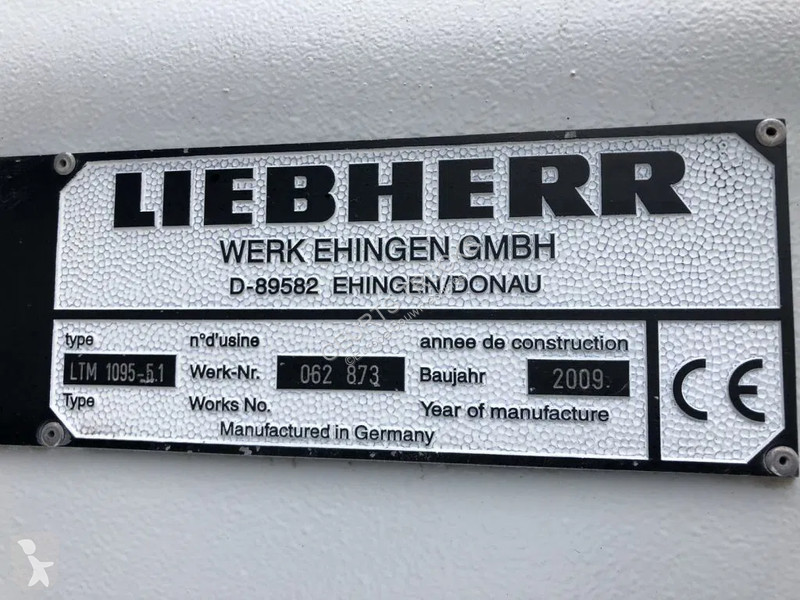 LIEBHERR
WERK EHINGEN GMBH
D-89582 EHINGEN/DONAU
type n°d'usine annee de construction
LTM 1095-5.1 Werk-Nr. 062 873 Baujahr 2009
Type Works No. Year of manufacture
Manufactured in Germany
CE